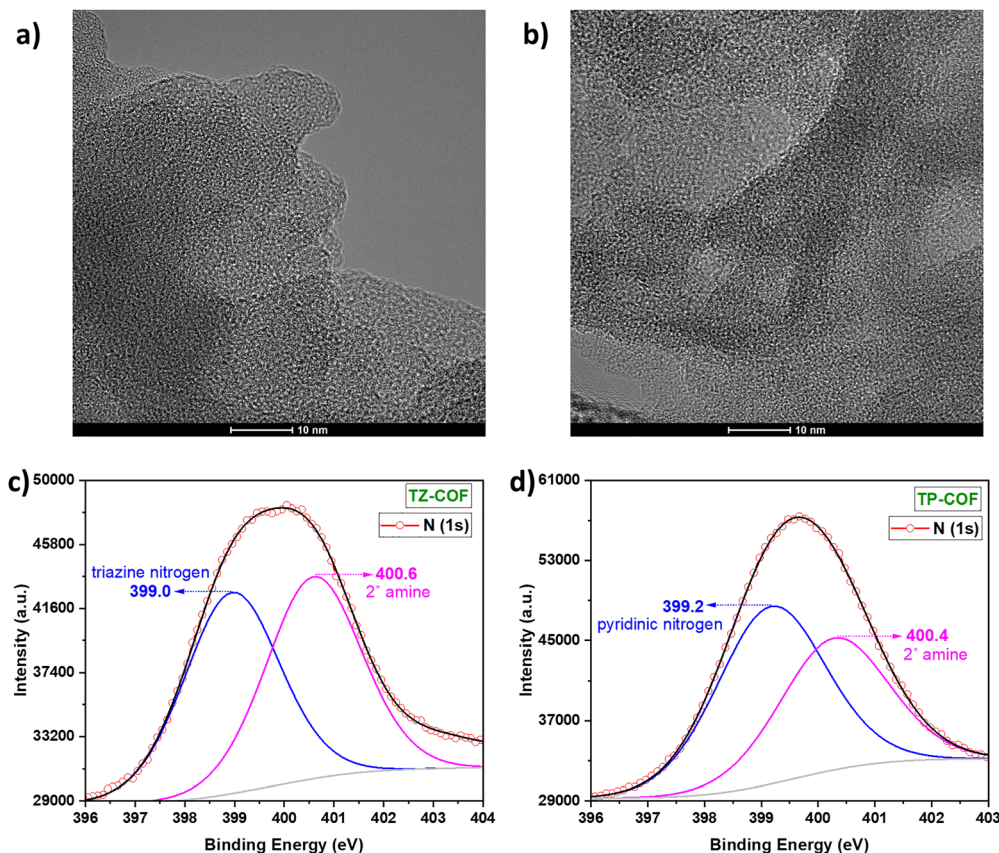 a)
b)
10 nm
10 nm
c)
50000
45800
41600
37400
33200
29000
Intensity (a.u.)
TZ-COF
N (1s)
triazine nitrogen
399.0
400.6
2˚ amine
396 397 398 399 400 401 402 403 404
Binding Energy (eV)
d)
61000
53000
45000
37000
29000
Intensity (a.u.)
TP-COF
N (1s)
399.2
pyridinic nitrogen
400.4
2˚ amine
396 397 398 399 400 401 402 403
Binding Energy (eV)